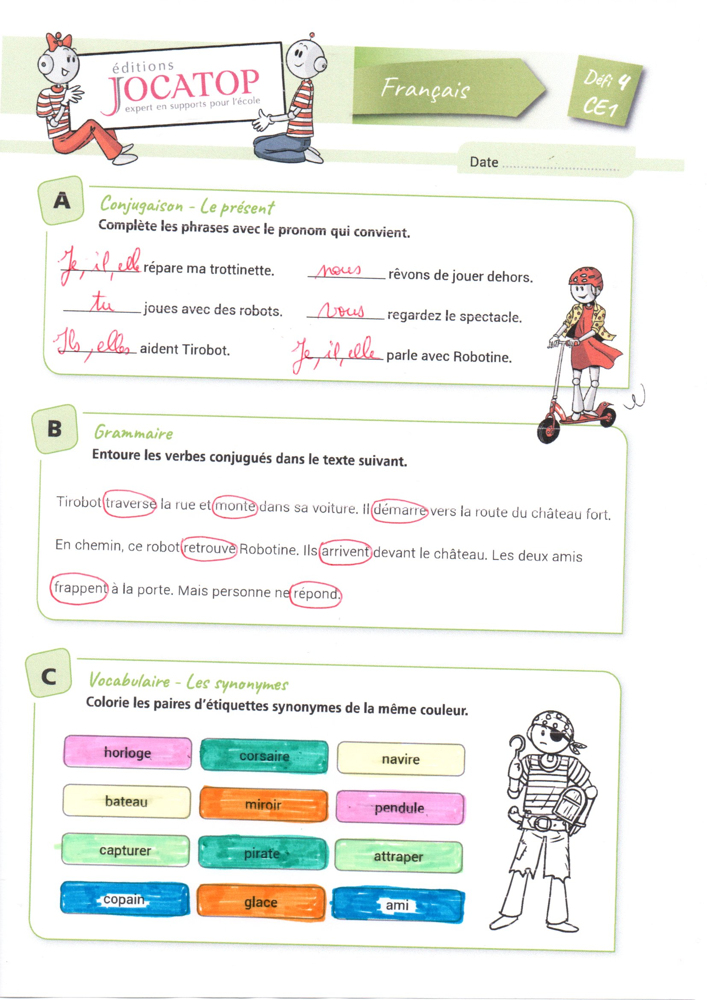 éditions
JOCATOP
expert en supports pour l'école
Français
Défi 4
CE1
Date
A
Conjugaison - Le présent
Complète les phrases avec le pronom qui convient.
Je, il, elle répare ma trottinette.
nous rêvons de jouer dehors.
tu joues avec des robots.
Vous regardez le spectacle.
Ils, elles aident Tirobot.
Je, il, elle parle avec Robotine.
B
Grammaire
Entoure les verbes conjugués dans le texte suivant.
Tirobot traverse la rue et monte dans sa voiture. Il démarre vers la route du château fort.
En chemin, ce robot retrouve Robotine. Ils arrivent devant le château. Les deux amis
frappent à la porte. Mais personne ne répond.
C
Vocabulaire - Les synonymes
Colorie les paires d'étiquettes synonymes de la même couleur.
horloge corsaire navire
bateau miroir pendule
capturer pirate attraper
copain glace ami